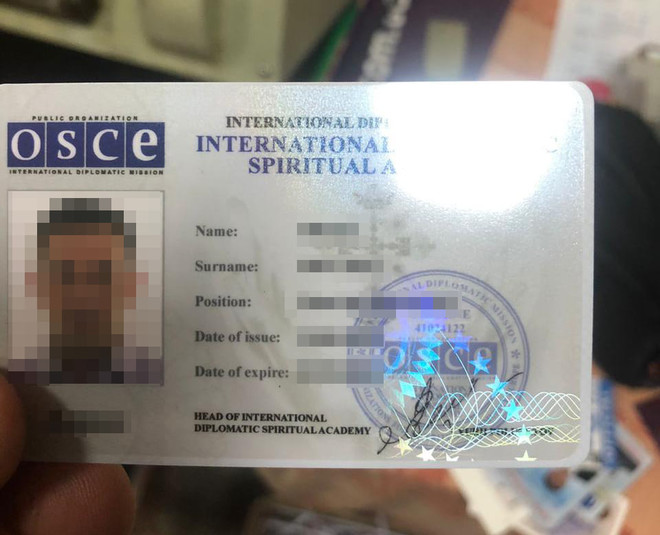 PUBLIC ORGANIZATION
OSCE
INTERNATIONAL DIPLOMATIC MISSION
INTERNATIONAL
INTERNATIONAL
SPIRITUAL
Name:
Surname:
Position:
Date of issue:
Date of expire:
HEAD OF INTERNATIONAL
DIPLOMATIC SPIRITUAL ACADEMY
DIPLOMATIC MISSION
E
41024122
OSCE